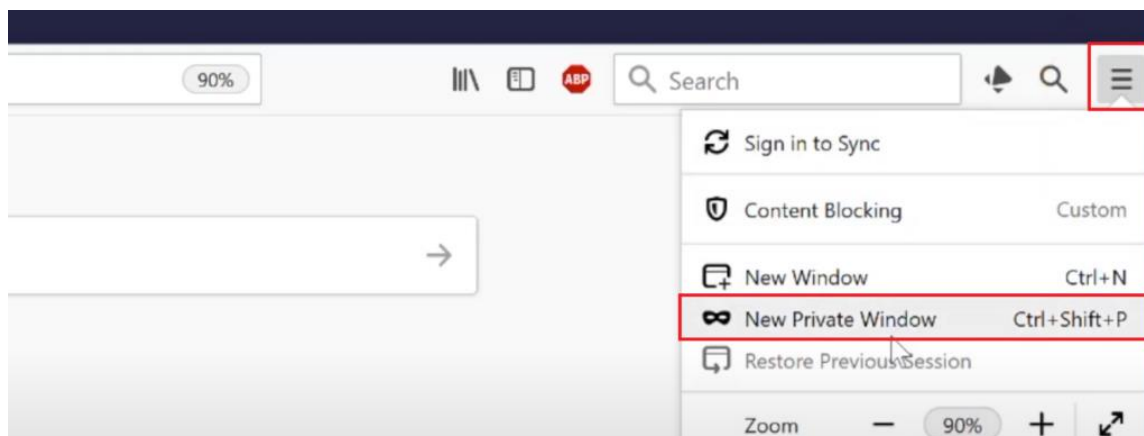 90%
ABP
Search
Sign in to Sync
Content Blocking Custom
New Window Ctrl+N
New Private Window Ctrl+Shift+P
Restore Previous Session
Zoom 90%